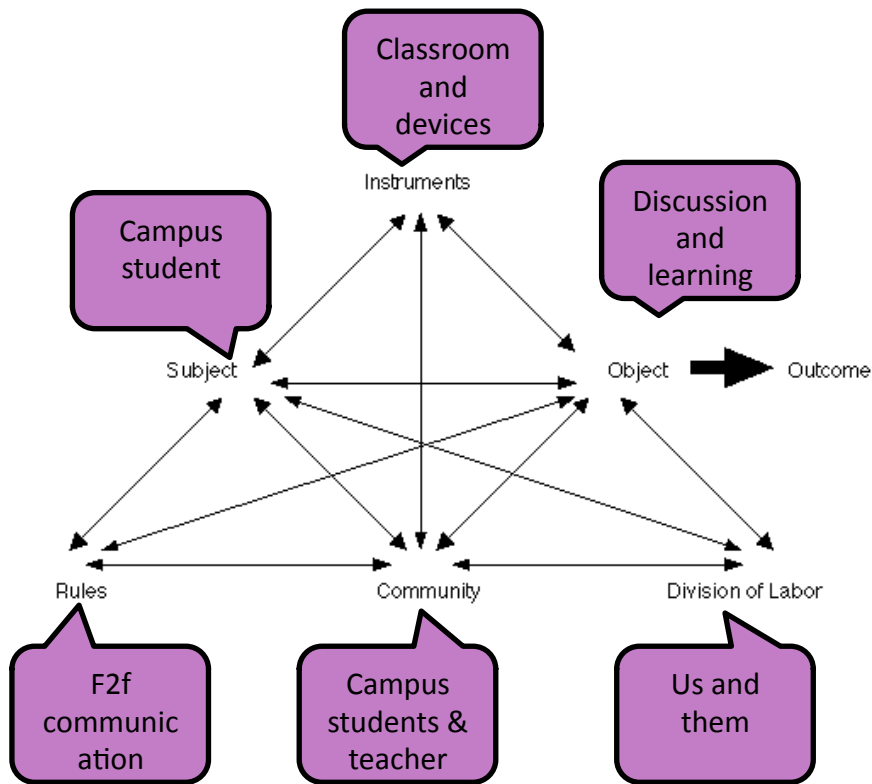 Classroom
and
devices
Instruments
Campus
student
Discussion
and
learning
Subject
Object
Outcome
Rules
Community
Division of Labor
F2f
communic
ation
Campus
students &
teacher
Us and
them